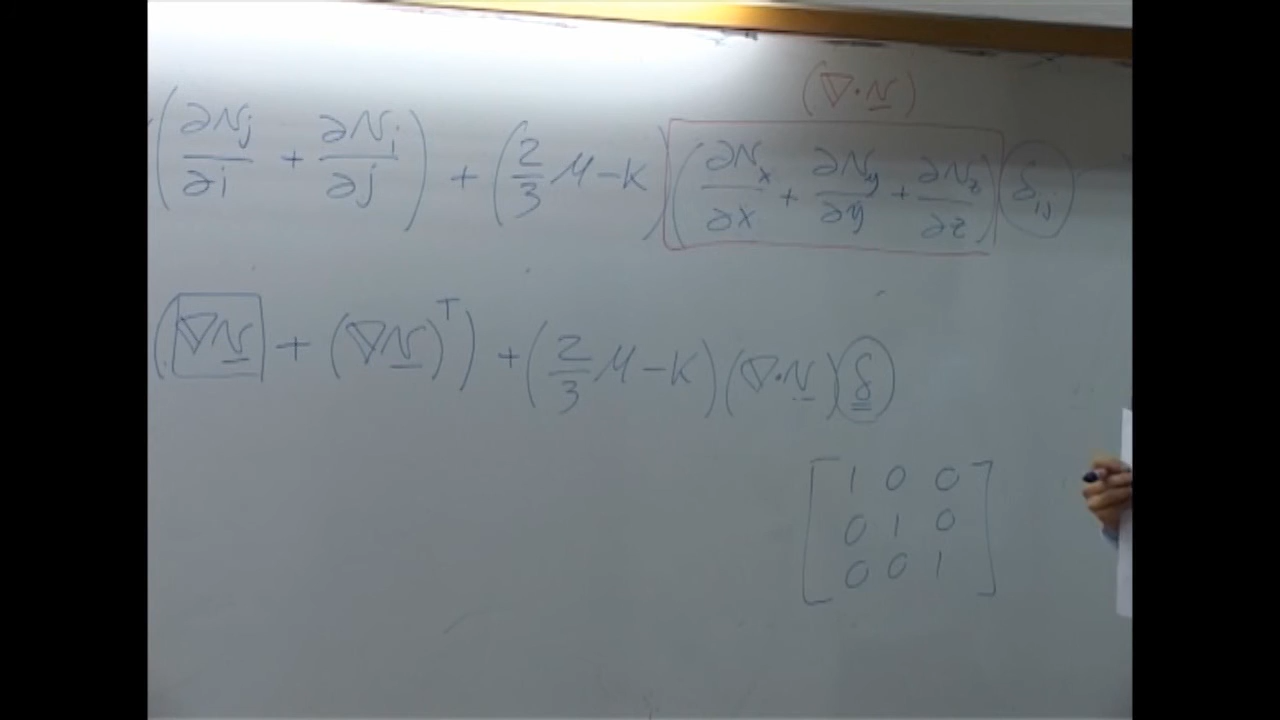 (∇·v)
(∂vj/∂i + ∂vi/∂j) + (2/3 μ−κ)(∂vx/∂x + ∂vy/∂y + ∂vz/∂z) δij
(∇v + (∇v)ᵀ) + (2/3 μ−κ)(∇·v) δ
1 0 0
0 1 0
0 0 1